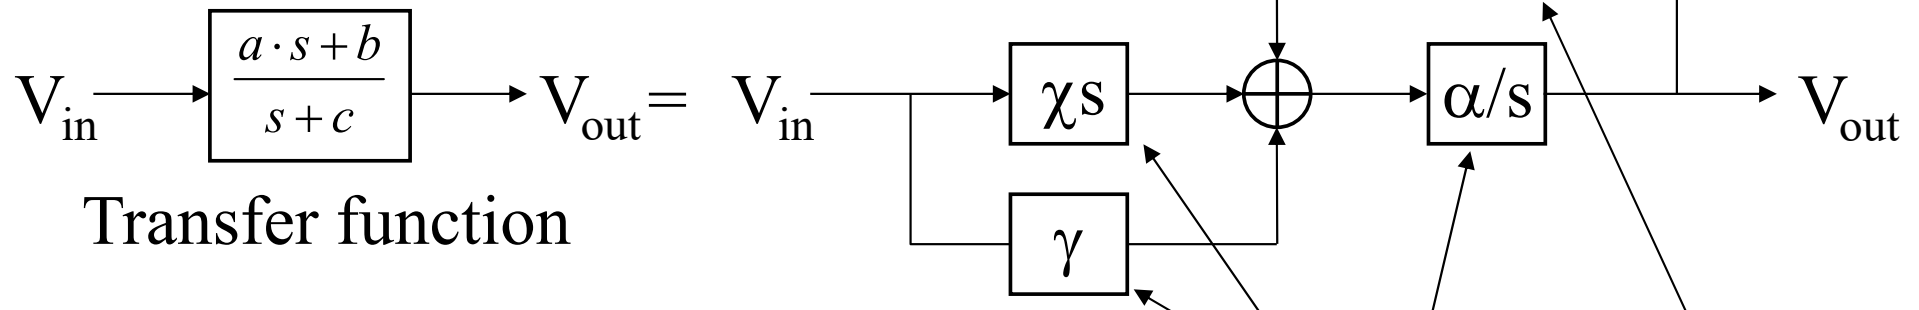 a · s + b
V_in V_out = V_in χs α/s V_out
s + c
Transfer function
γ